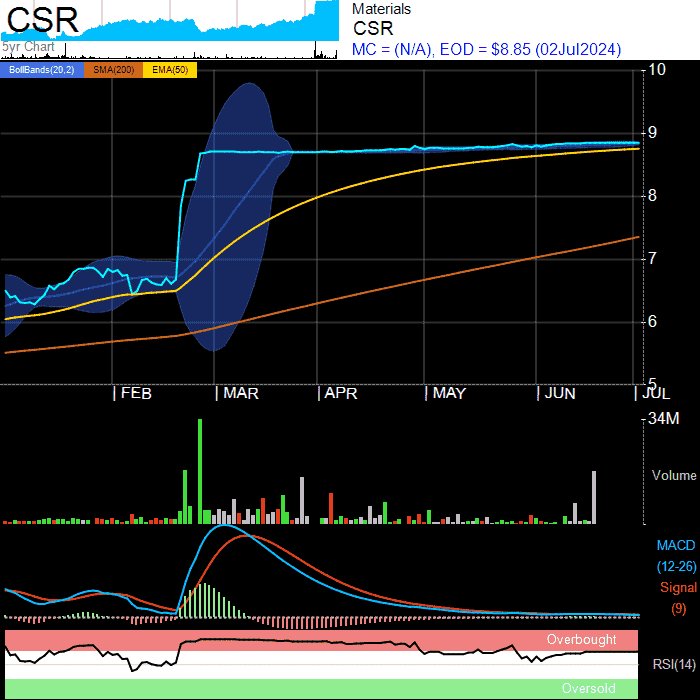 CSR
5yr Chart
Materials
CSR
MC = (N/A), EOD = $8.85 (02Jul2024)
BollBands(20,2) SMA(200) EMA(50)
10
9
8
7
6
5
FEB MAR APR MAY JUN JUL
34M
Volume
MACD
(12-26)
Signal
(9)
Overbought
RSI(14)
Oversold